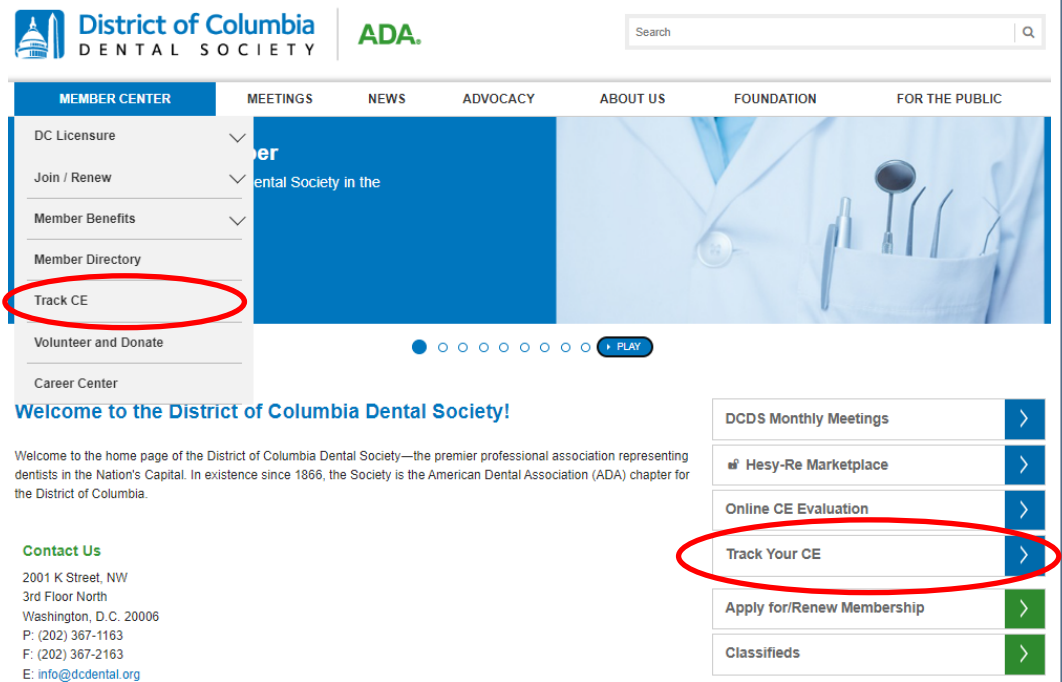 District of Columbia
DENTAL SOCIETY
ADA.
Search
MEMBER CENTER
MEETINGS
NEWS
ADVOCACY
ABOUT US
FOUNDATION
FOR THE PUBLIC
DC Licensure
Join / Renew
Member Benefits
Member Directory
Track CE
Volunteer and Donate
Career Center
ental Society in the
PLAY
Welcome to the District of Columbia Dental Society!
Welcome to the home page of the District of Columbia Dental Society—the premier professional association representing
dentists in the Nation's Capital. In existence since 1866, the Society is the American Dental Association (ADA) chapter for
the District of Columbia.
Contact Us
2001 K Street, NW
3rd Floor North
Washington, D.C. 20006
P: (202) 367-1163
F: (202) 367-2163
E: info@dcdental.org
DCDS Monthly Meetings
Hesy-Re Marketplace
Online CE Evaluation
Track Your CE
Apply for/Renew Membership
Classifieds